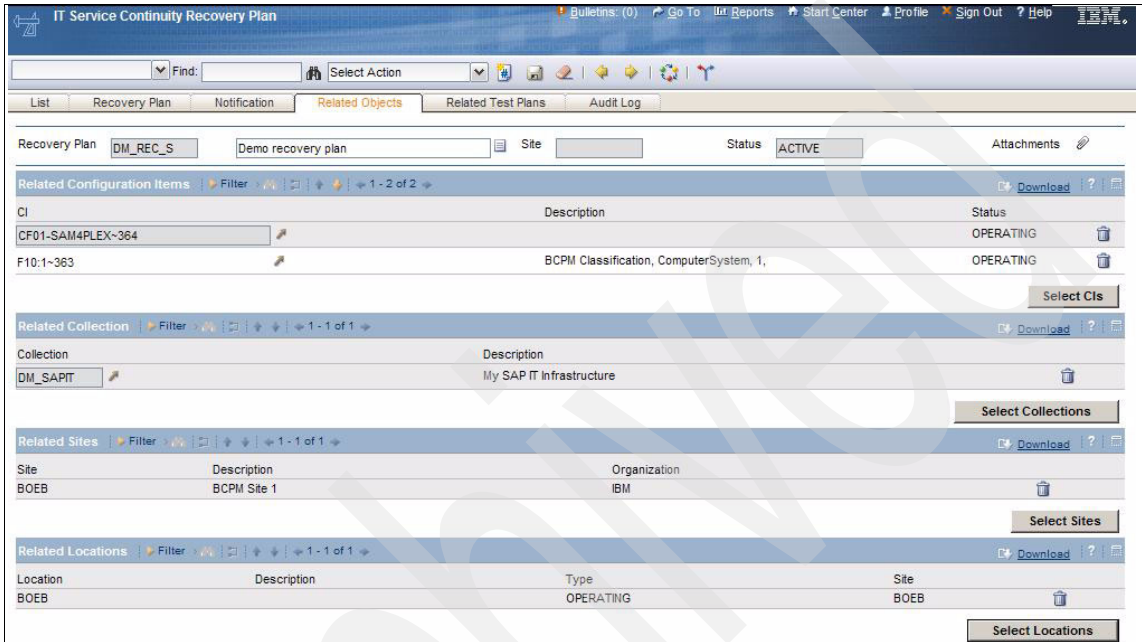 IT Service Continuity Recovery Plan
Bulletins: (0) Go To Reports Start Center Profile Sign Out ? Help IBM.
Find: Select Action
List Recovery Plan Notification Related Objects Related Test Plans Audit Log
Recovery Plan DM_REC_S Demo recovery plan Site Status ACTIVE Attachments
Related Configuration Items Filter 1 - 2 of 2 Download ?
CI Description Status
CF01-SAM4PLEX~364 OPERATING
F10:1~363 BCPM Classification, ComputerSystem, 1, OPERATING
Select CIs
Related Collection Filter 1 - 1 of 1 Download ?
Collection Description
DM_SAPIT My SAP IT Infrastructure
Select Collections
Related Sites Filter 1 - 1 of 1 Download ?
Site Description Organization
BOEB BCPM Site 1 IBM
Select Sites
Related Locations Filter 1 - 1 of 1 Download ?
Location Description Type Site
BOEB OPERATING BOEB
Select Locations